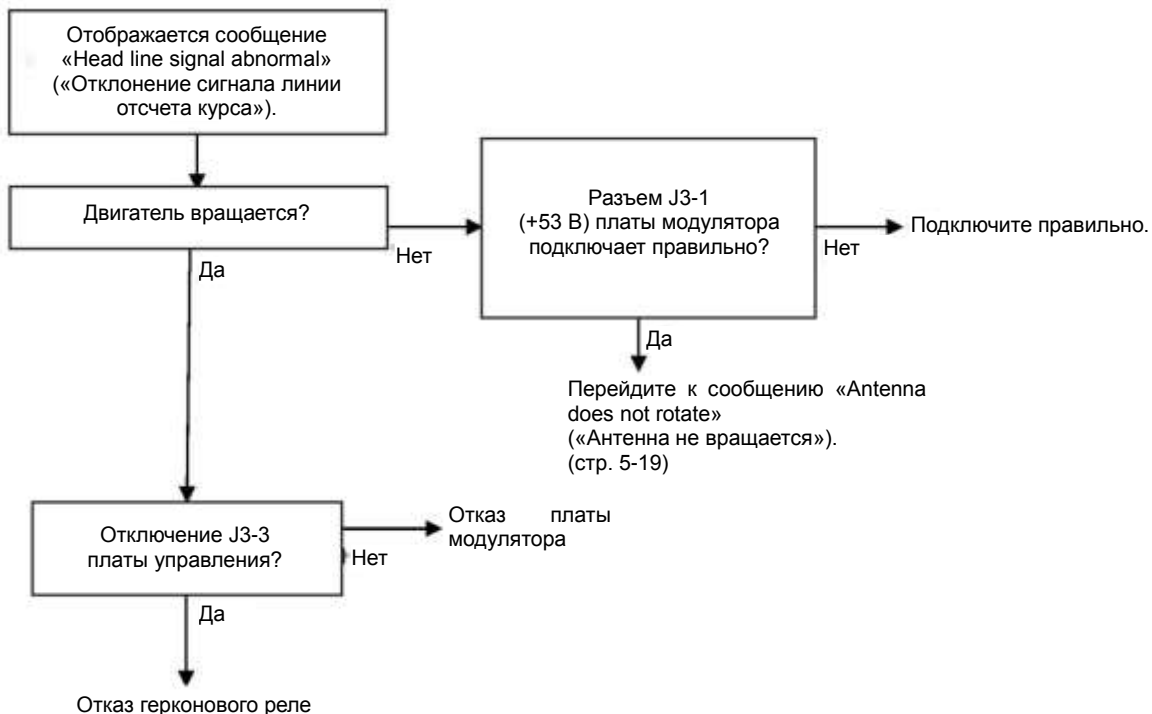 Отображается сообщение
«Head line signal abnormal»
(«Отклонение сигнала линии
отсчета курса»).
Двигатель вращается?
Нет
Да
Разъем J3-1
(+53 В) платы модулятора
подключает правильно?
Нет
Подключите правильно.
Да
Перейдите к сообщению «Antenna
does not rotate»
(«Антенна не вращается»).
(стр. 5-19)
Отключение J3-3
платы управления?
Нет
Отказ платы
модулятора
Да
Отказ герконового реле